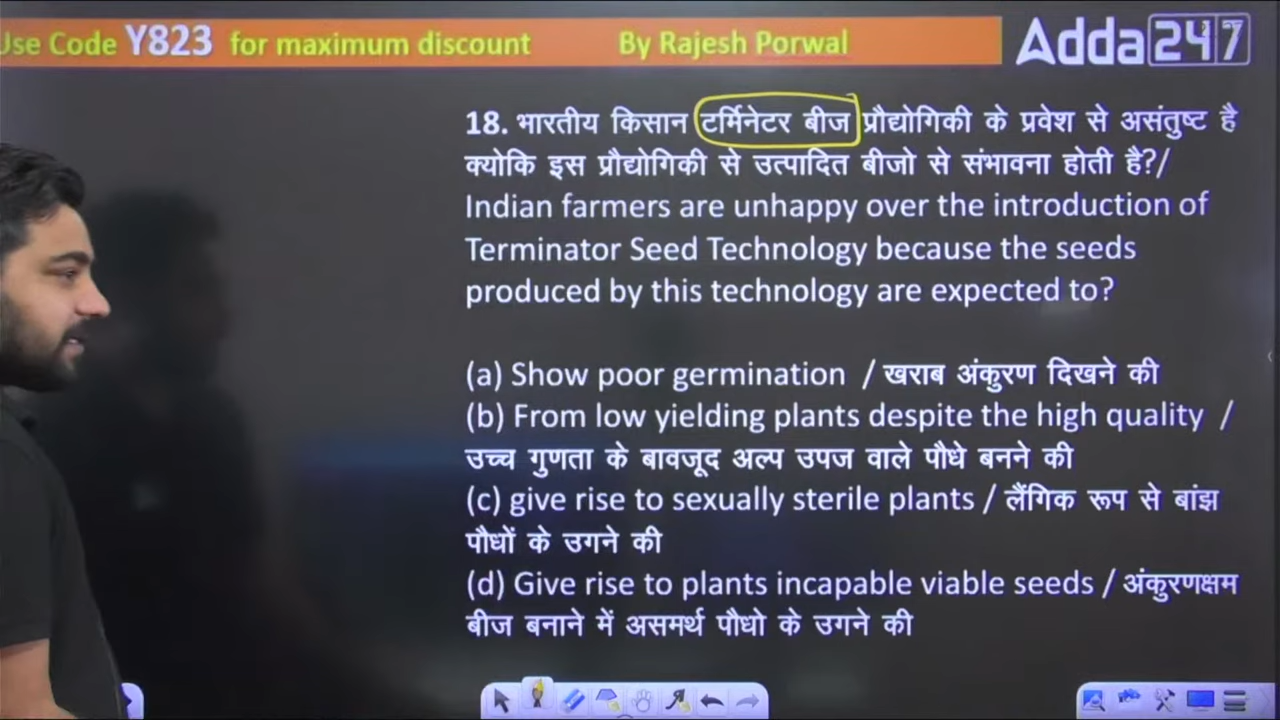 Use Code Y823 for maximum discount By Rajesh Porwal Adda247
18. भारतीय किसान टर्मिनेटर बीज प्रौद्योगिकी के प्रवेश से असंतुष्ट है
क्योकि इस प्रौद्योगिकी से उत्पादित बीजो से संभावना होती है?/
Indian farmers are unhappy over the introduction of
Terminator Seed Technology because the seeds
produced by this technology are expected to?
(a) Show poor germination / खराब अंकुरण दिखने की
(b) From low yielding plants despite the high quality /
उच्च गुणता के बावजूद अल्प उपज वाले पौधे बनने की
(c) give rise to sexually sterile plants / लैंगिक रूप से बांझ
पौधों के उगने की
(d) Give rise to plants incapable viable seeds / अंकुरणक्षम
बीज बनाने में असमर्थ पौधो के उगने की